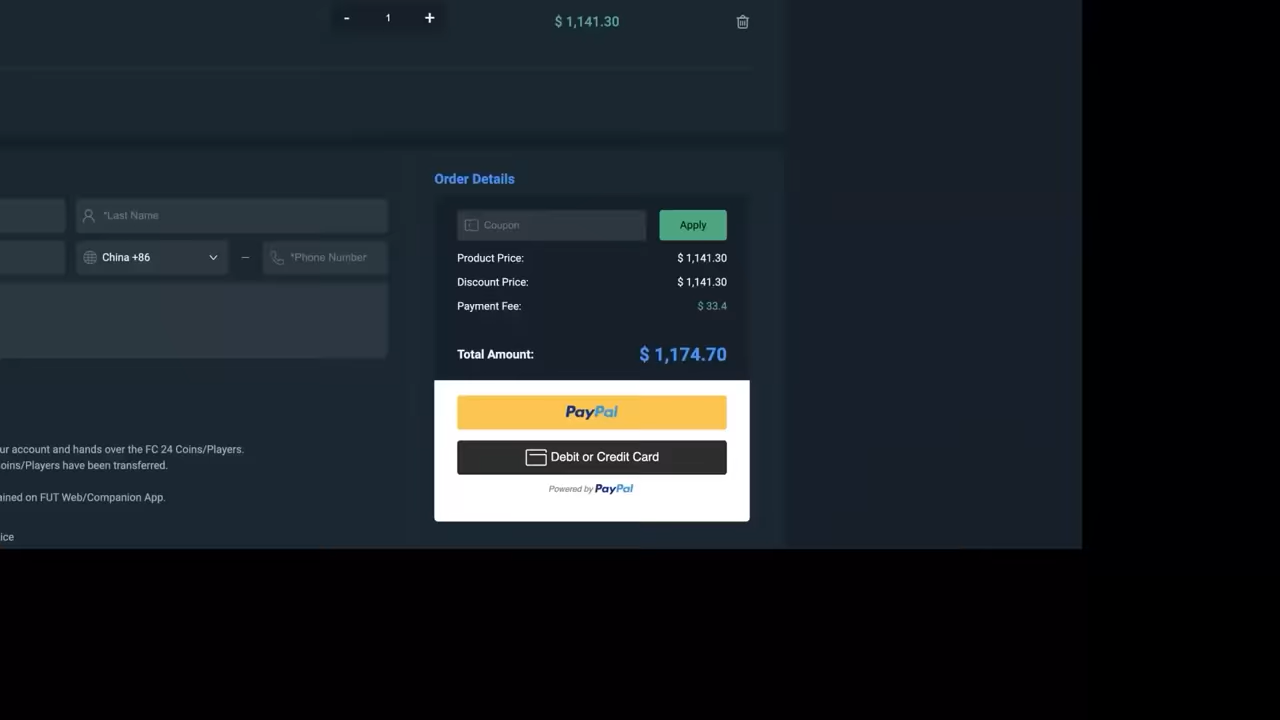 - 1 + $ 1,141.30
Order Details
*Last Name
Coupon Apply
China +86 – *Phone Number
Product Price: $ 1,141.30
Discount Price: $ 1,141.30
Payment Fee: $ 33.4
Total Amount: $ 1,174.70
PayPal
ur account and hands over the FC 24 Coins/Players.
Debit or Credit Card
oins/Players have been transferred.
Powered by PayPal
ained on FUT Web/Companion App.
ice